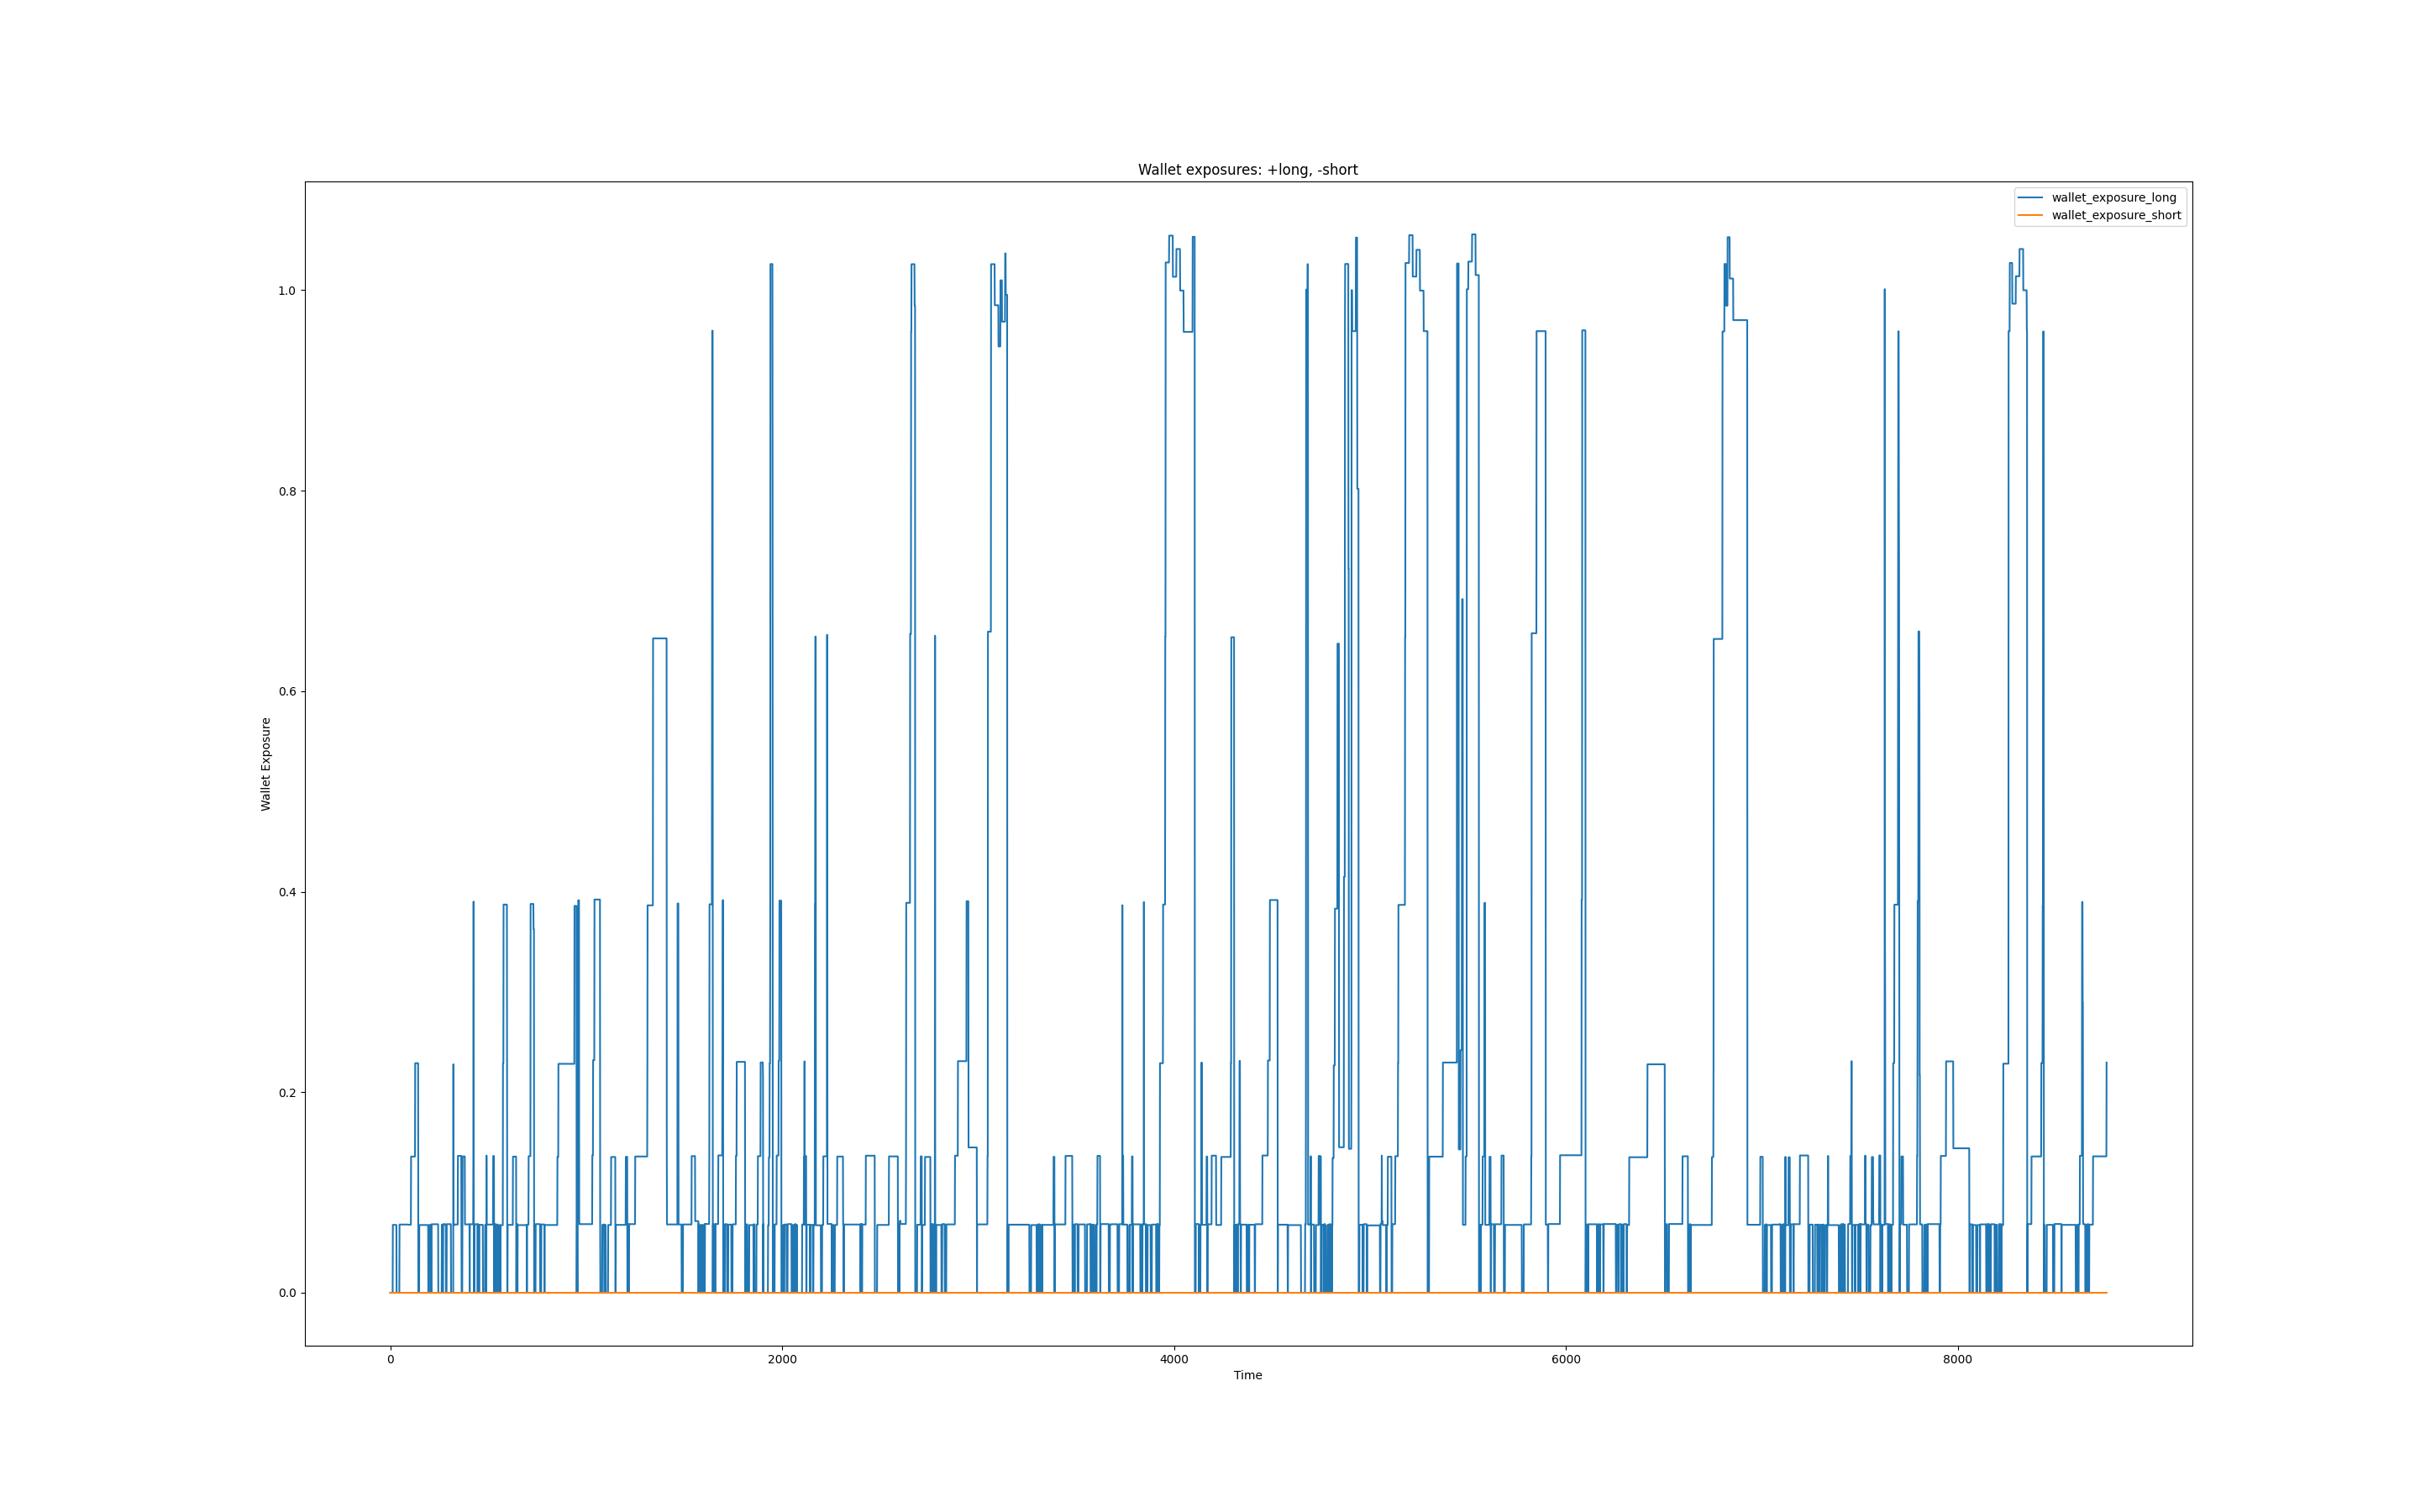 Wallet exposures: +long, -short
wallet_exposure_long
wallet_exposure_short
1.0
0.8
0.6
0.4
0.2
0.0
Wallet Exposure
0 2000 4000 6000 8000
Time